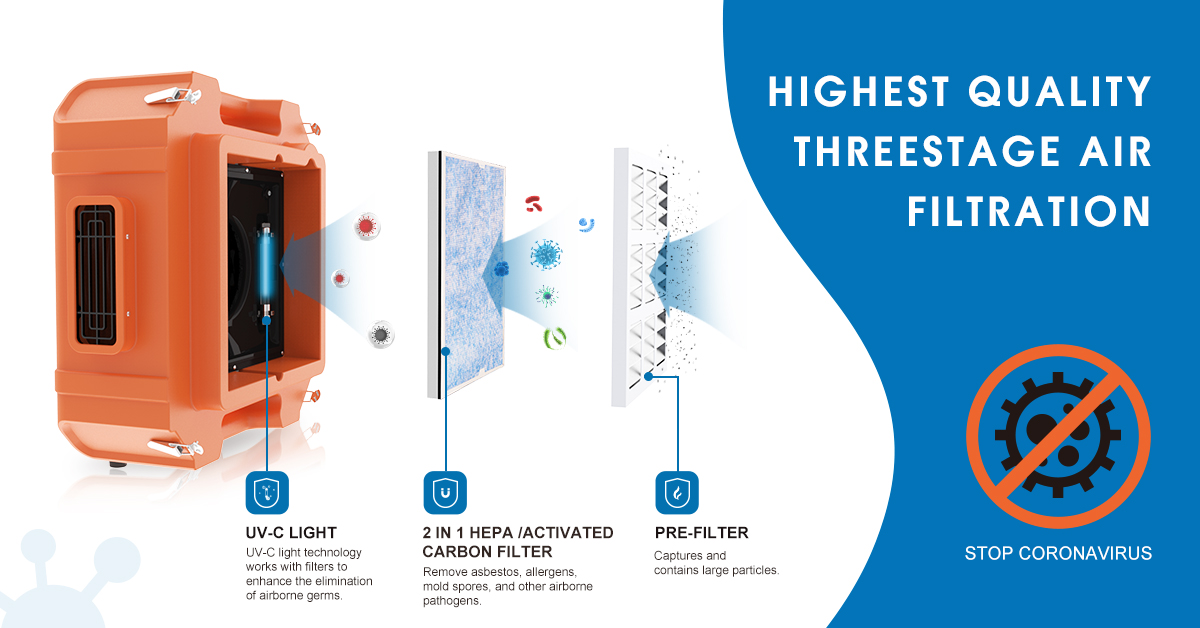 HIGHEST QUALITY
THREESTAGE AIR
FILTRATION
UV-C LIGHT
UV-C light technology
works with filters to
enhance the elimination
of airborne germs.
2 IN 1 HEPA /ACTIVATED
CARBON FILTER
Remove asbestos, allergens,
mold spores, and other airborne
pathogens.
PRE-FILTER
Captures and
contains large particles.
STOP CORONAVIRUS